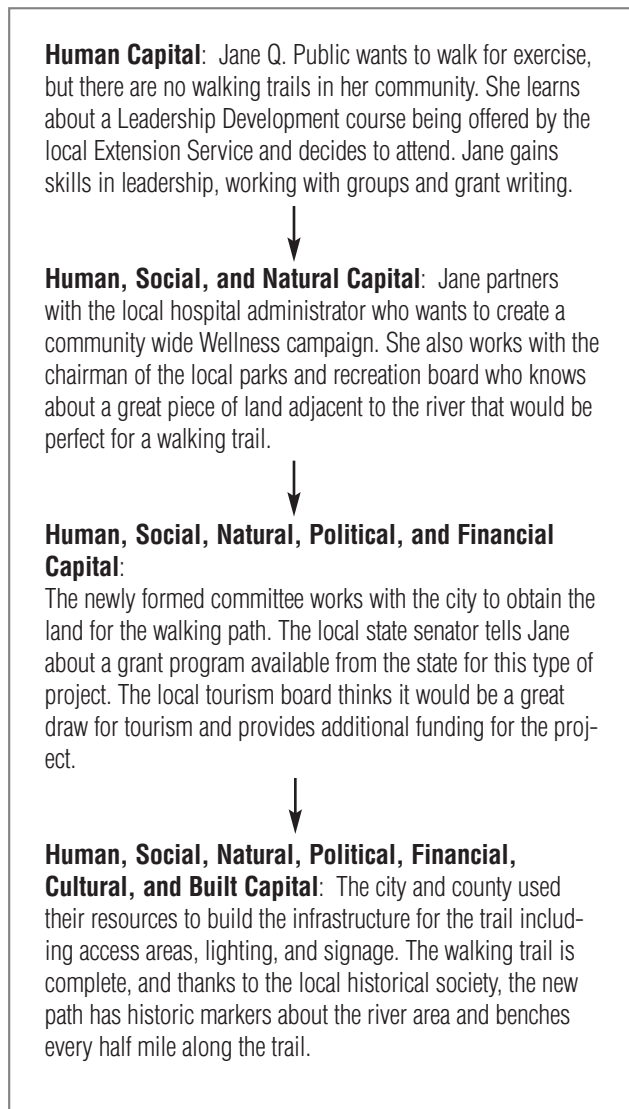 Human Capital:  Jane Q. Public wants to walk for exercise,
but there are no walking trails in her community. She learns
about a Leadership Development course being offered by the
local Extension Service and decides to attend. Jane gains
skills in leadership, working with groups and grant writing.
Human, Social, and Natural Capital:  Jane partners
with the local hospital administrator who wants to create a
community wide Wellness campaign. She also works with the
chairman of the local parks and recreation board who knows
about a great piece of land adjacent to the river that would be
perfect for a walking trail.
Human, Social, Natural, Political, and Financial
Capital:
The newly formed committee works with the city to obtain the
land for the walking path. The local state senator tells Jane
about a grant program available from the state for this type of
project. The local tourism board thinks it would be a great
draw for tourism and provides additional funding for the proj-
ect.
Human, Social, Natural, Political, Financial,
Cultural, and Built Capital:  The city and county used
their resources to build the infrastructure for the trail includ-
ing access areas, lighting, and signage. The walking trail is
complete, and thanks to the local historical society, the new
path has historic markers about the river area and benches
every half mile along the trail.